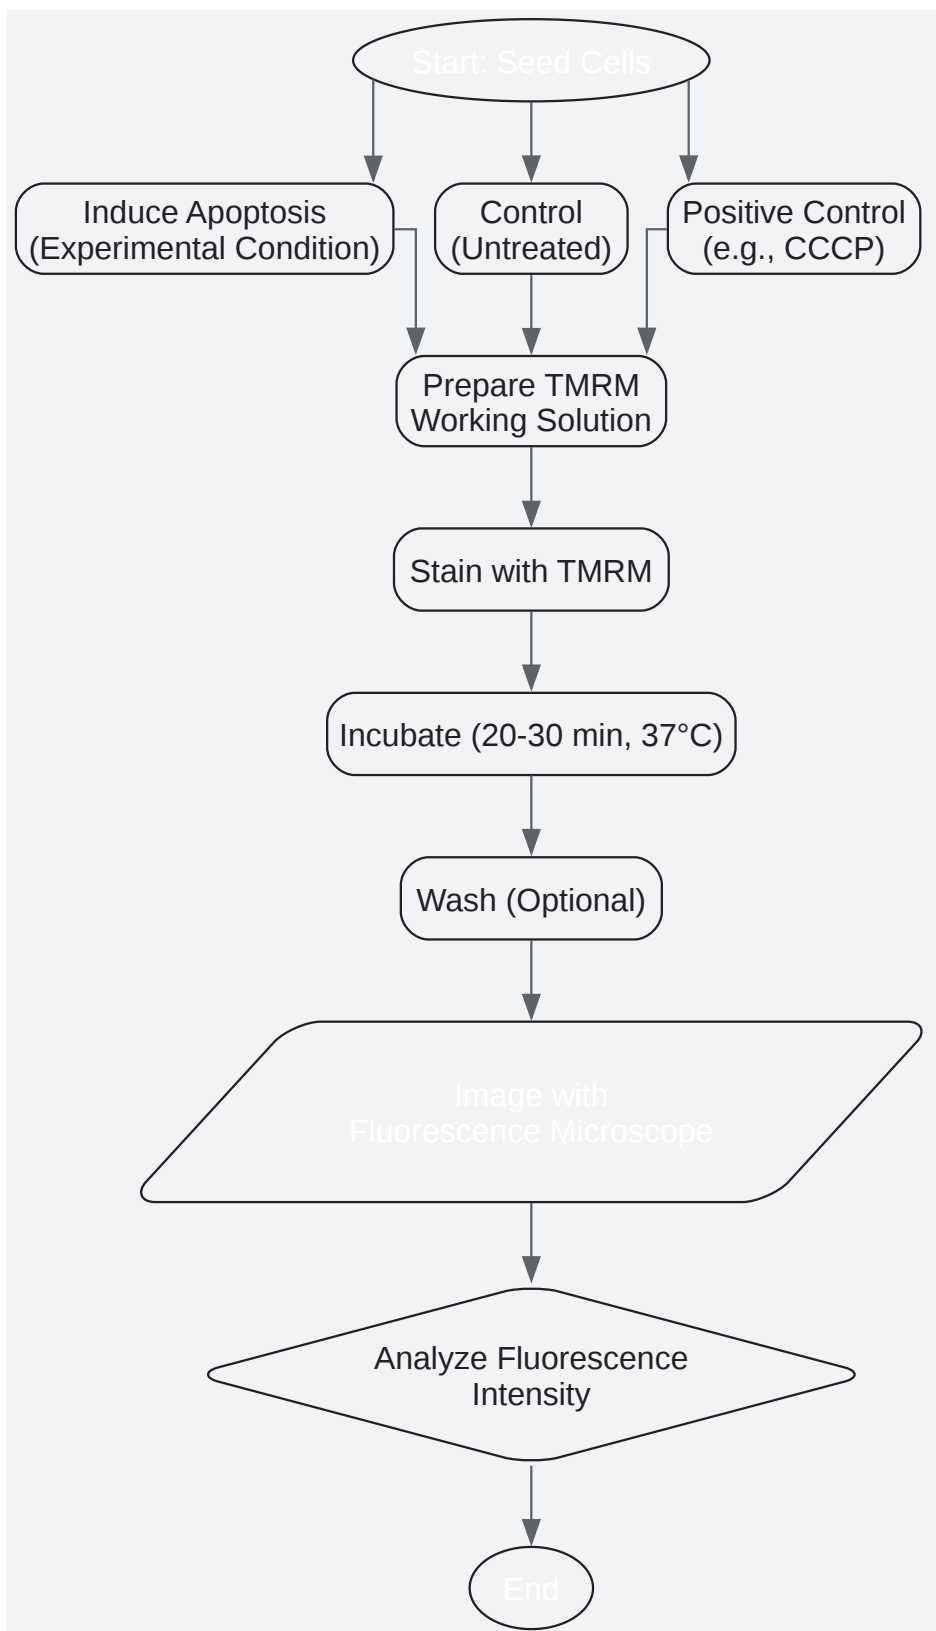 Start: Seed Cells
Induce Apoptosis
(Experimental Condition)
Control
(Untreated)
Positive Control
(e.g., CCCP)
Prepare TMRM
Working Solution
Stain with TMRM
Incubate (20-30 min, 37°C)
Wash (Optional)
Image with
Fluorescence Microscope
Analyze Fluorescence
Intensity
End